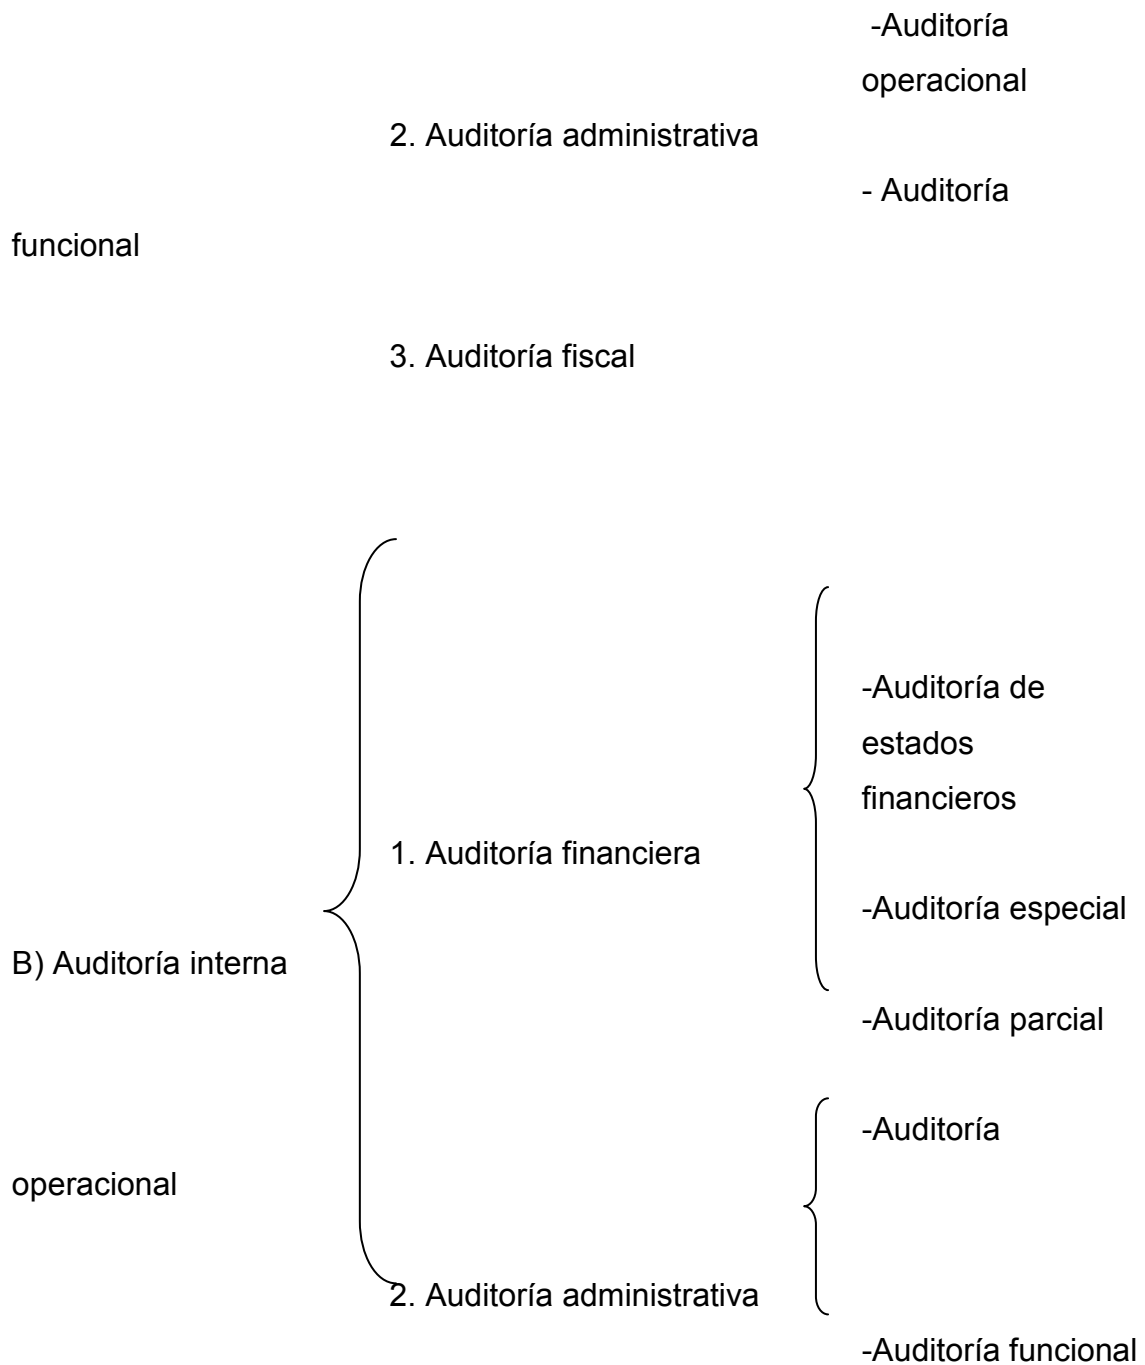 -Auditoría
operacional
2. Auditoría administrativa
- Auditoría
funcional
3. Auditoría fiscal
-Auditoría de
estados
financieros
1. Auditoría financiera
-Auditoría especial
B) Auditoría interna
-Auditoría parcial
-Auditoría
operacional
2. Auditoría administrativa
-Auditoría funcional